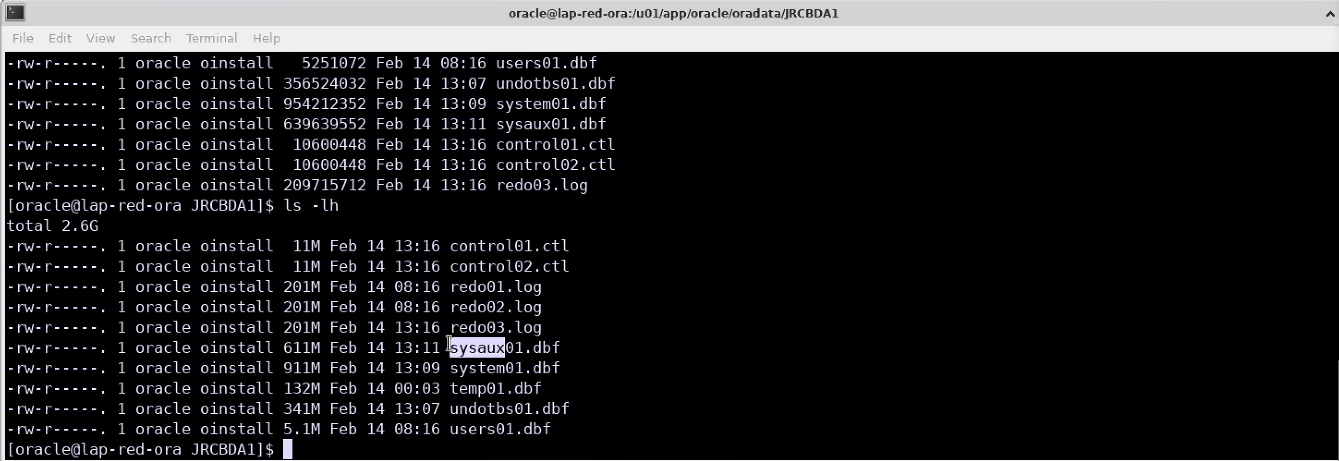 oracle@lap-red-ora:/u01/app/oracle/oradata/JRCBDA1
File Edit View Search Terminal Help
-rw-r-----. 1 oracle oinstall   5251072 Feb 14 08:16 users01.dbf
-rw-r-----. 1 oracle oinstall 356524032 Feb 14 13:07 undotbs01.dbf
-rw-r-----. 1 oracle oinstall 954212352 Feb 14 13:09 system01.dbf
-rw-r-----. 1 oracle oinstall 639639552 Feb 14 13:11 sysaux01.dbf
-rw-r-----. 1 oracle oinstall  10600448 Feb 14 13:16 control01.ctl
-rw-r-----. 1 oracle oinstall  10600448 Feb 14 13:16 control02.ctl
-rw-r-----. 1 oracle oinstall 209715712 Feb 14 13:16 redo03.log
[oracle@lap-red-ora JRCBDA1]$ ls -lh
total 2.6G
-rw-r-----. 1 oracle oinstall  11M Feb 14 13:16 control01.ctl
-rw-r-----. 1 oracle oinstall  11M Feb 14 13:16 control02.ctl
-rw-r-----. 1 oracle oinstall 201M Feb 14 08:16 redo01.log
-rw-r-----. 1 oracle oinstall 201M Feb 14 08:16 redo02.log
-rw-r-----. 1 oracle oinstall 201M Feb 14 13:16 redo03.log
-rw-r-----. 1 oracle oinstall 611M Feb 14 13:11 sysaux01.dbf
-rw-r-----. 1 oracle oinstall 911M Feb 14 13:09 system01.dbf
-rw-r-----. 1 oracle oinstall 132M Feb 14 00:03 temp01.dbf
-rw-r-----. 1 oracle oinstall 341M Feb 14 13:07 undotbs01.dbf
-rw-r-----. 1 oracle oinstall 5.1M Feb 14 08:16 users01.dbf
[oracle@lap-red-ora JRCBDA1]$